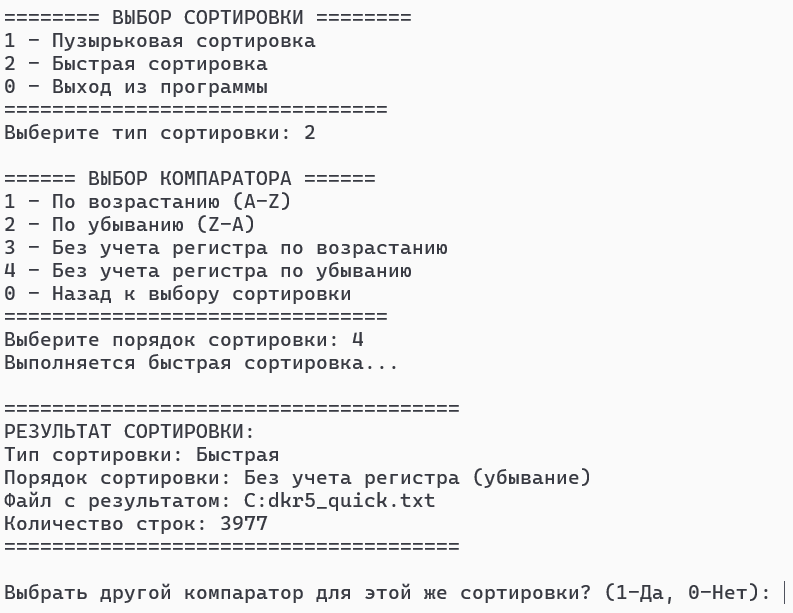 ======== ВЫБОР СОРТИРОВКИ ========
1 - Пузырьковая сортировка
2 - Быстрая сортировка
0 - Выход из программы
================================
Выберите тип сортировки: 2
====== ВЫБОР КОМПАРАТОРА ======
1 - По возрастанию (A-Z)
2 - По убыванию (Z-A)
3 - Без учета регистра по возрастанию
4 - Без учета регистра по убыванию
0 - Назад к выбору сортировки
================================
Выберите порядок сортировки: 4
Выполняется быстрая сортировка...
======================================
РЕЗУЛЬТАТ СОРТИРОВКИ:
Тип сортировки: Быстрая
Порядок сортировки: Без учета регистра (убывание)
Файл с результатом: C:dkr5_quick.txt
Количество строк: 3977
======================================
Выбрать другой компаратор для этой же сортировки? (1-Да, 0-Нет):